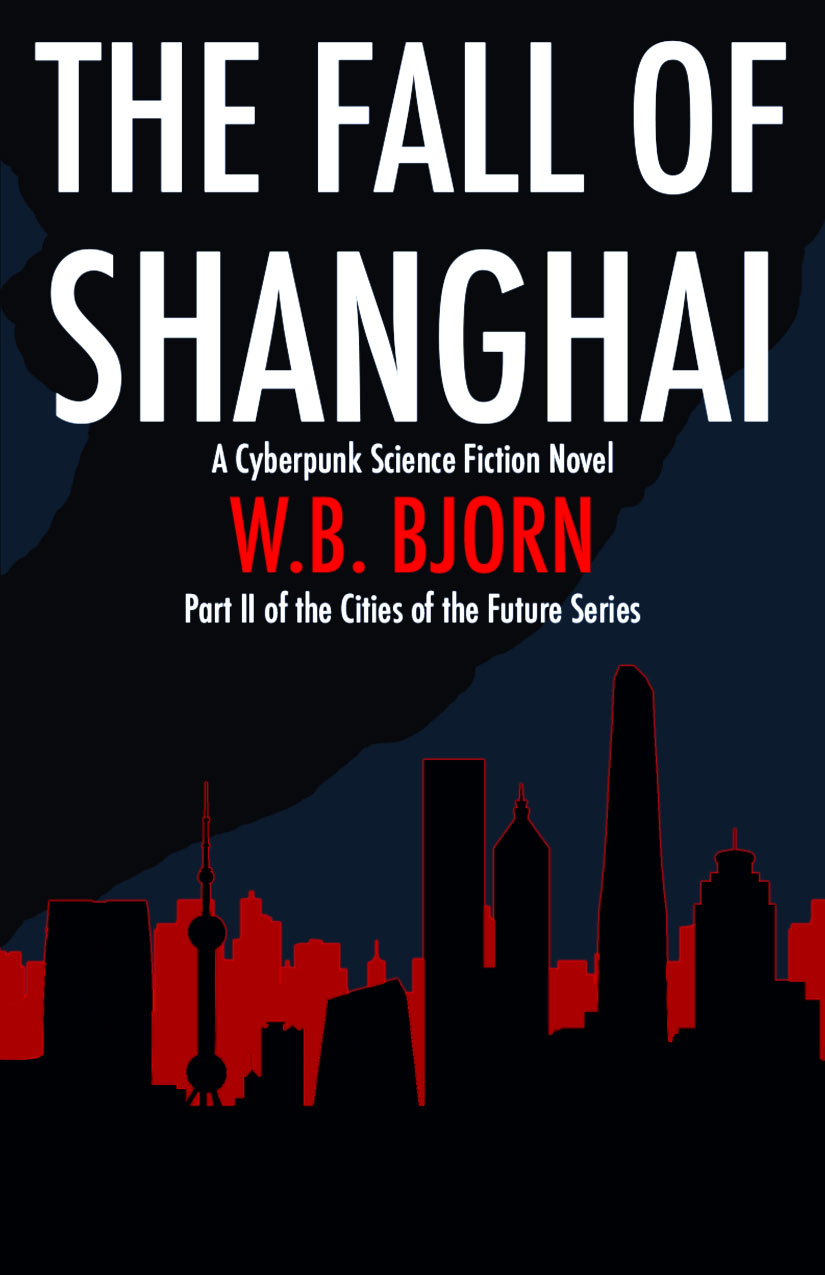 THE FALL OF
SHANGHAI
A Cyberpunk Science Fiction Novel
W.B. BJORN
Part II of the Cities of the Future Series